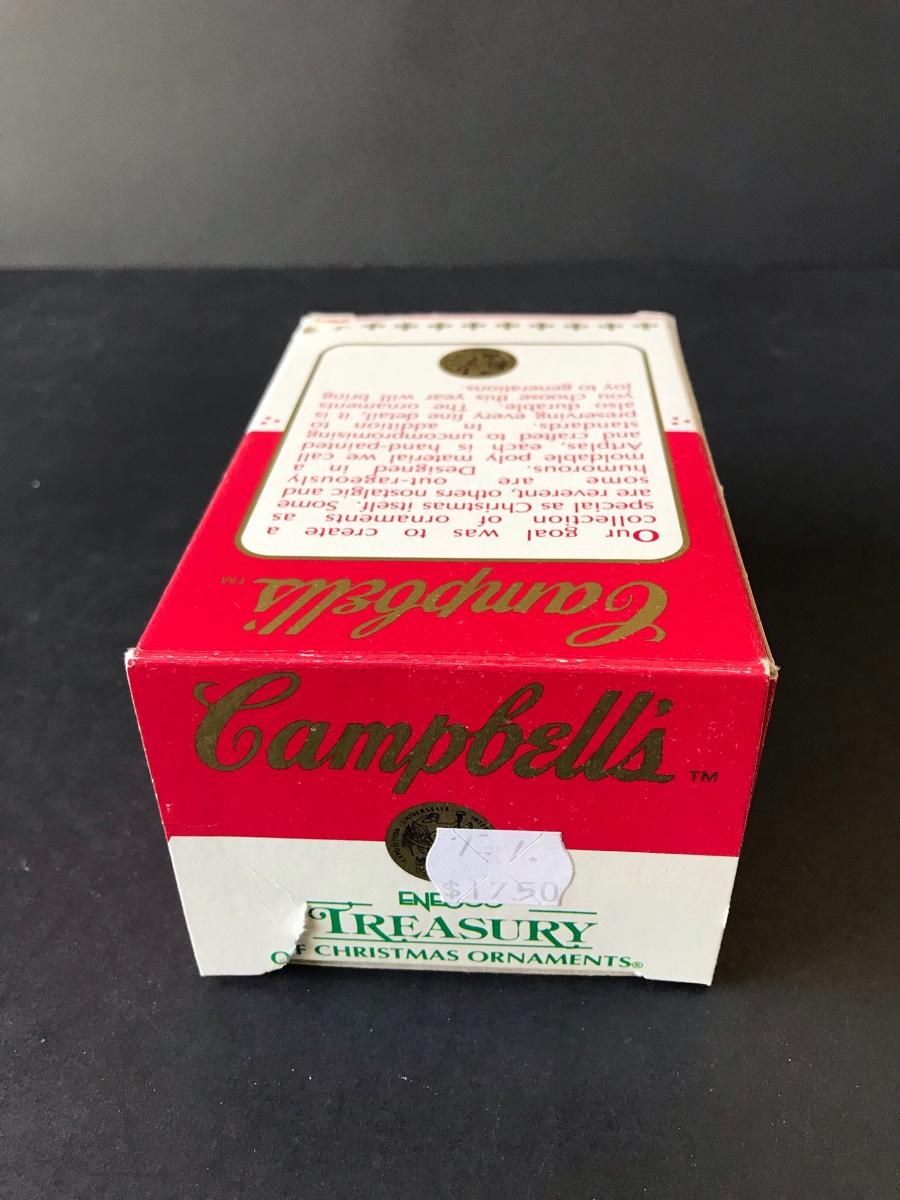 Campbell's
TM
EXPOSITION UNIVERSELLE
$17.50
TREASURY
OF CHRISTMAS ORNAMENTS®
Campbell's
TM
Our goal was to create a
collection of ornaments as
special as Christmas itself. Some
are reverent, others nostalgic and
some are out-rageously
humorous. Designed in a
moldable poly material we call
Artplas, each is hand-painted
and crafted to uncompromising
standards. In addition to
preserving every fine detail, it is
also durable. The ornaments
you choose this year will bring
joy to generations.